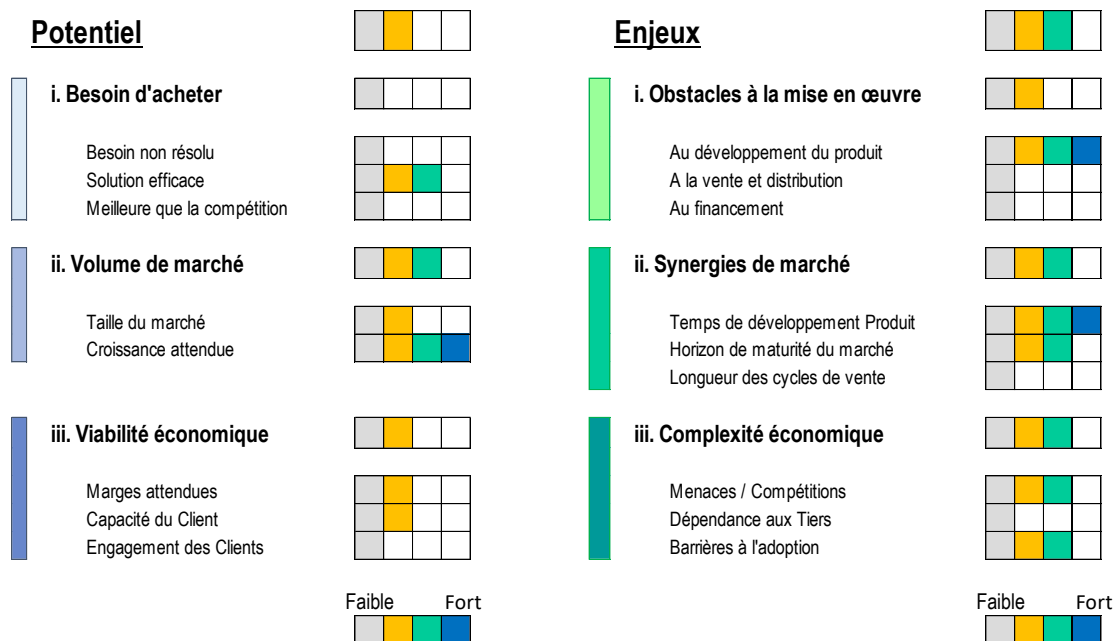 Potentiel
i. Besoin d'acheter
Besoin non résolu
Solution efficace
Meilleure que la compétition
ii. Volume de marché
Taille du marché
Croissance attendue
iii. Viabilité économique
Marges attendues
Capacité du Client
Engagement des Clients
Faible Fort
Enjeux
i. Obstacles à la mise en œuvre
Au développement du produit
A la vente et distribution
Au financement
ii. Synergies de marché
Temps de développement Produit
Horizon de maturité du marché
Longueur des cycles de vente
iii. Complexité économique
Menaces / Compétitions
Dépendance aux Tiers
Barrières à l'adoption
Faible Fort